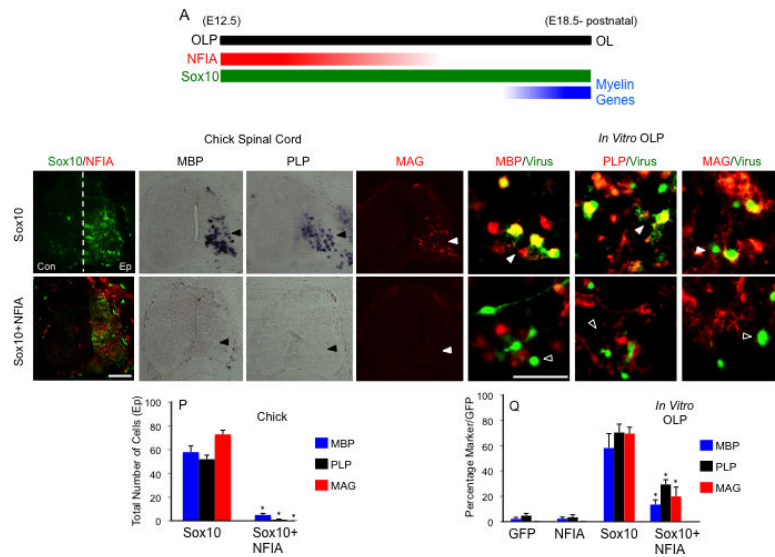 A
(E12.5) (E18.5- postnatal)
OLP OL
NFIA
Sox10
Myelin
Genes
Chick Spinal Cord In Vitro OLP
Sox10/NFIA MBP PLP MAG MBP/Virus PLP/Virus MAG/Virus
Sox10
Con Ep
Sox10+NFIA
P Chick
Total Number of Cells (Ep)
100
80
60
40
20
0
MBP
PLP
MAG
* * *
Sox10 Sox10+
NFIA
Q In Vitro
OLP
Percentage Marker/GFP
100
80
60
40
20
0
MBP
PLP
MAG
* * *
GFP NFIA Sox10 Sox10+
NFIA